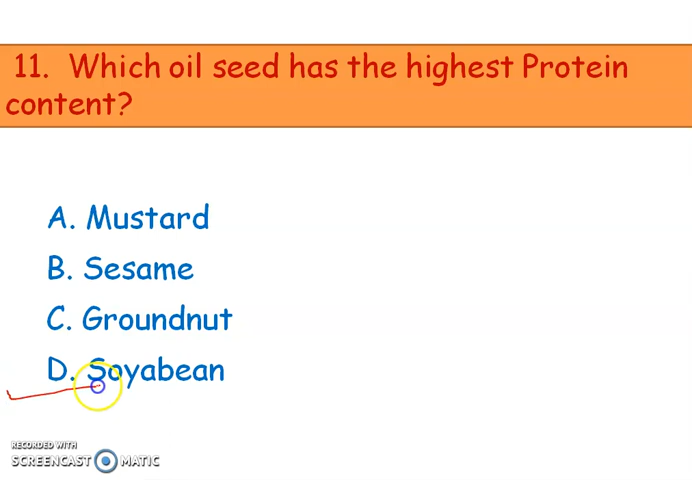 11. Which oil seed has the highest Protein
content?
A. Mustard
B. Sesame
C. Groundnut
D. Soyabean
RECORDED WITH
SCREENCAST MATIC